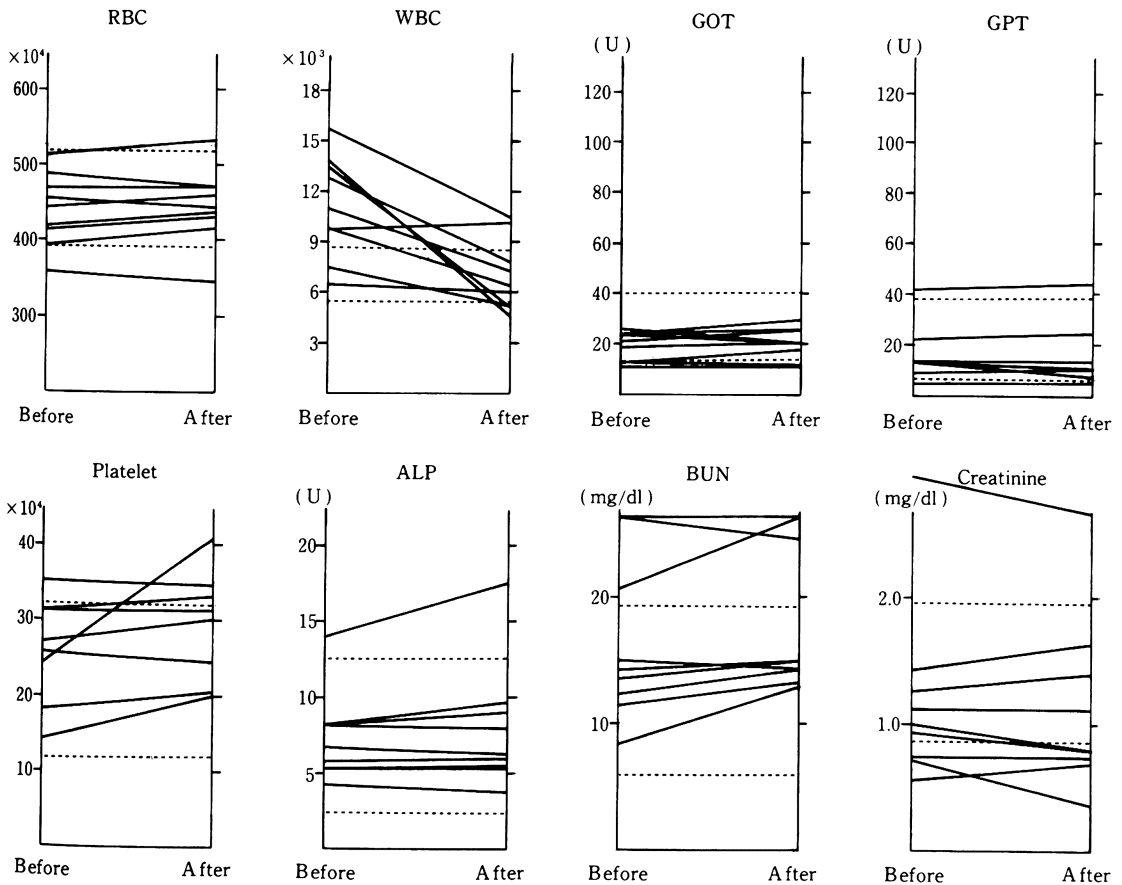 RBC
×10⁴
600
500
400
300
Before After
WBC
×10³
18
15
12
9
6
3
Before After
GOT
(U)
120
100
80
60
40
20
Before After
GPT
(U)
120
100
80
60
40
20
Before After
Platelet
×10⁴
40
30
20
10
Before After
ALP
(U)
20
15
10
5
Before After
BUN
(mg/dl)
20
10
Before After
Creatinine
(mg/dl)
2.0
1.0
Before After